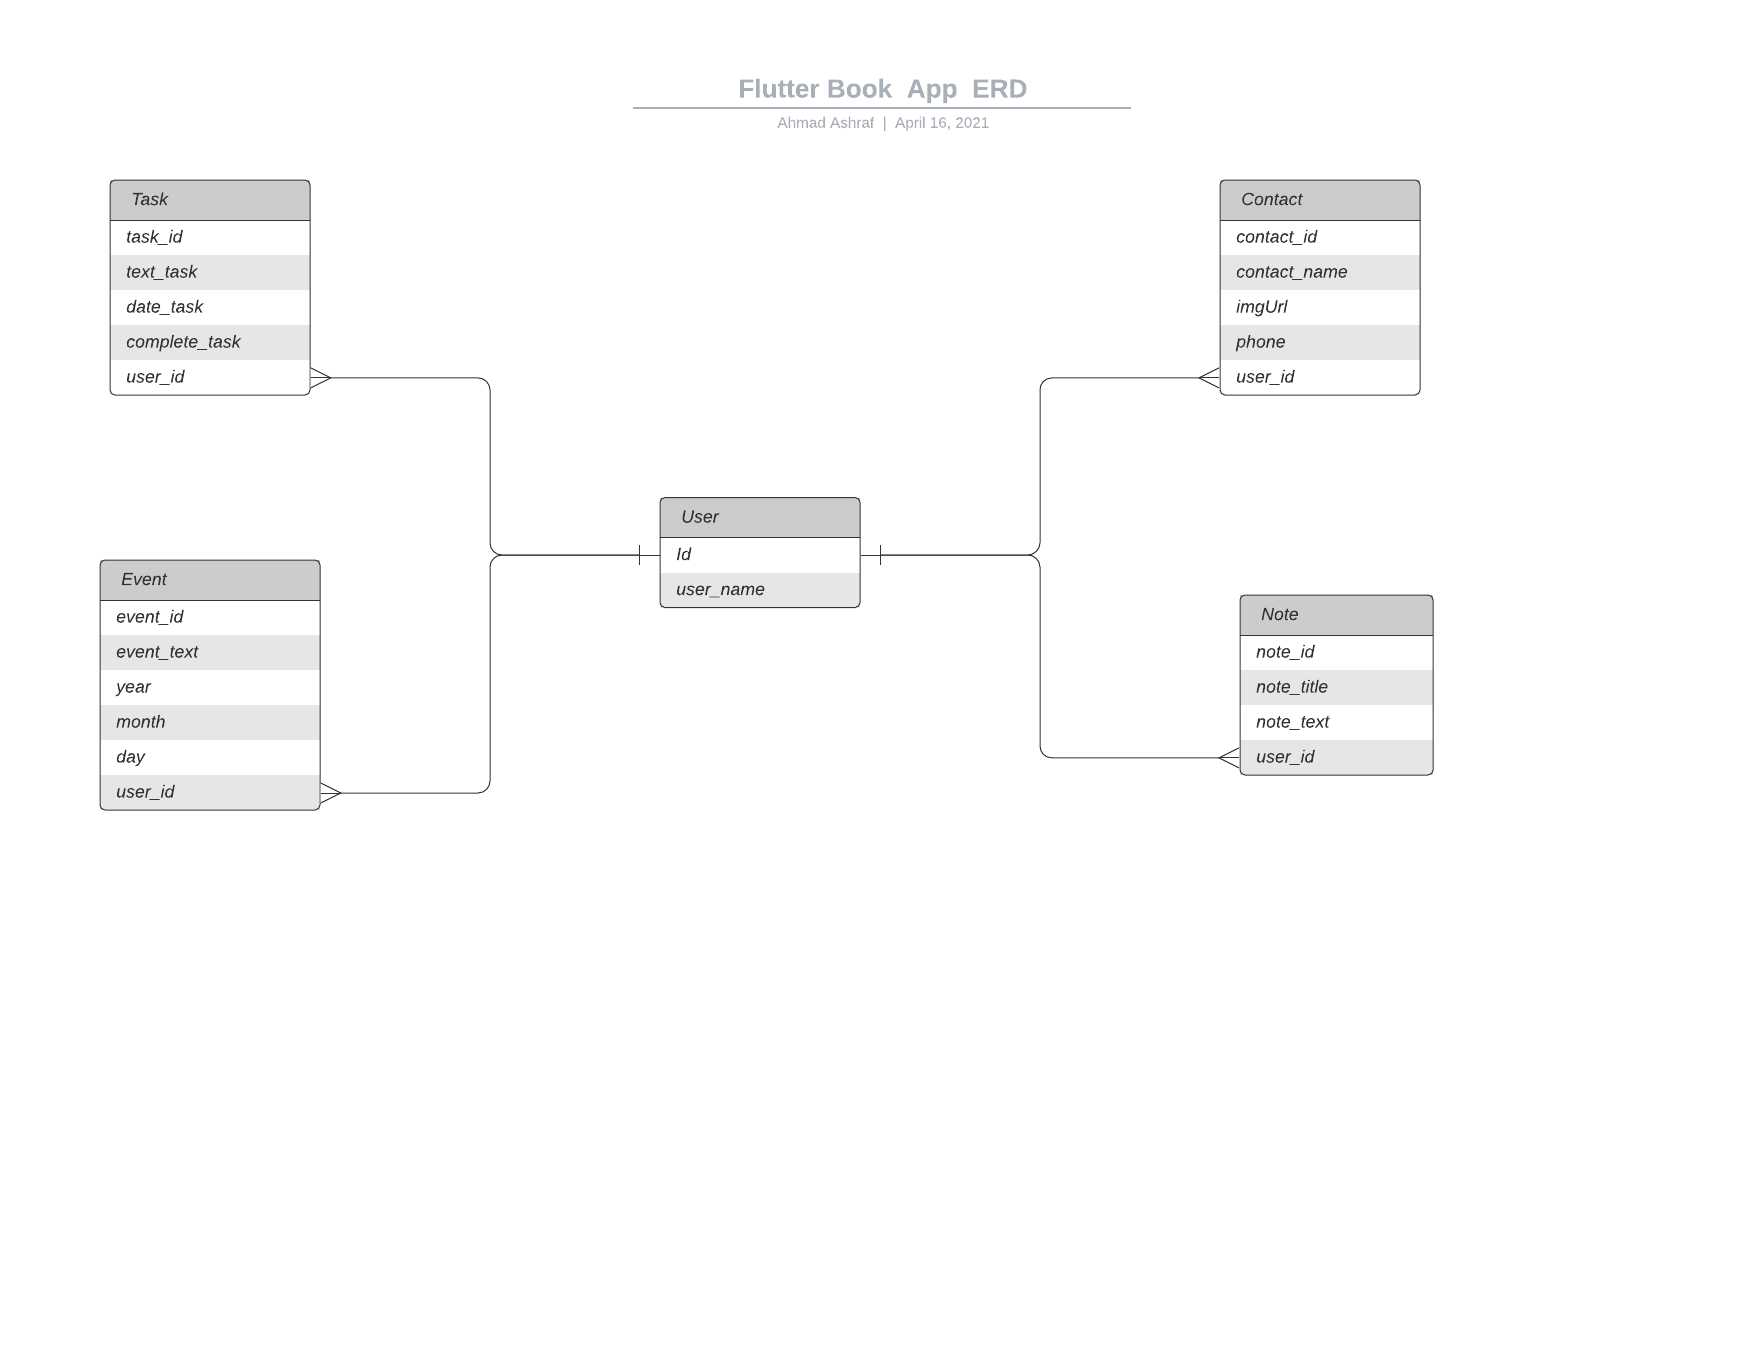 Flutter Book App ERD
Ahmad Ashraf | April 16, 2021
Task
task_id
text_task
date_task
complete_task
user_id
Contact
contact_id
contact_name
imgUrl
phone
user_id
User
Id
user_name
Event
event_id
event_text
year
month
day
user_id
Note
note_id
note_title
note_text
user_id